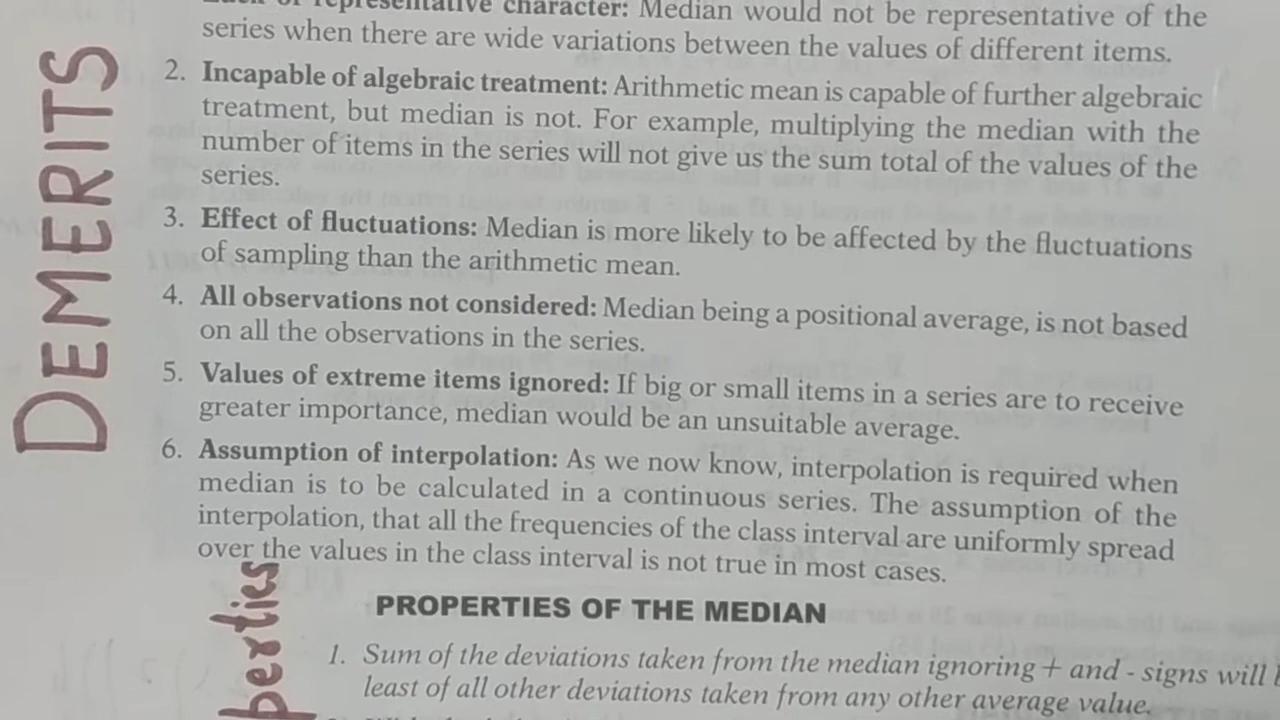 representative character: Median would not be representative of the
series when there are wide variations between the values of different items.
2. Incapable of algebraic treatment: Arithmetic mean is capable of further algebraic
treatment, but median is not. For example, multiplying the median with the
number of items in the series will not give us the sum total of the values of the
series.
3. Effect of fluctuations: Median is more likely to be affected by the fluctuations
of sampling than the arithmetic mean.
4. All observations not considered: Median being a positional average, is not based
on all the observations in the series.
5. Values of extreme items ignored: If big or small items in a series are to receive
greater importance, median would be an unsuitable average.
6. Assumption of interpolation: As we now know, interpolation is required when
median is to be calculated in a continuous series. The assumption of the
interpolation, that all the frequencies of the class interval are uniformly spread
over the values in the class interval is not true in most cases.
DEMERITS
PROPERTIES OF THE MEDIAN
perties
1. Sum of the deviations taken from the median ignoring + and - signs will
least of all other deviations taken from any other average value.